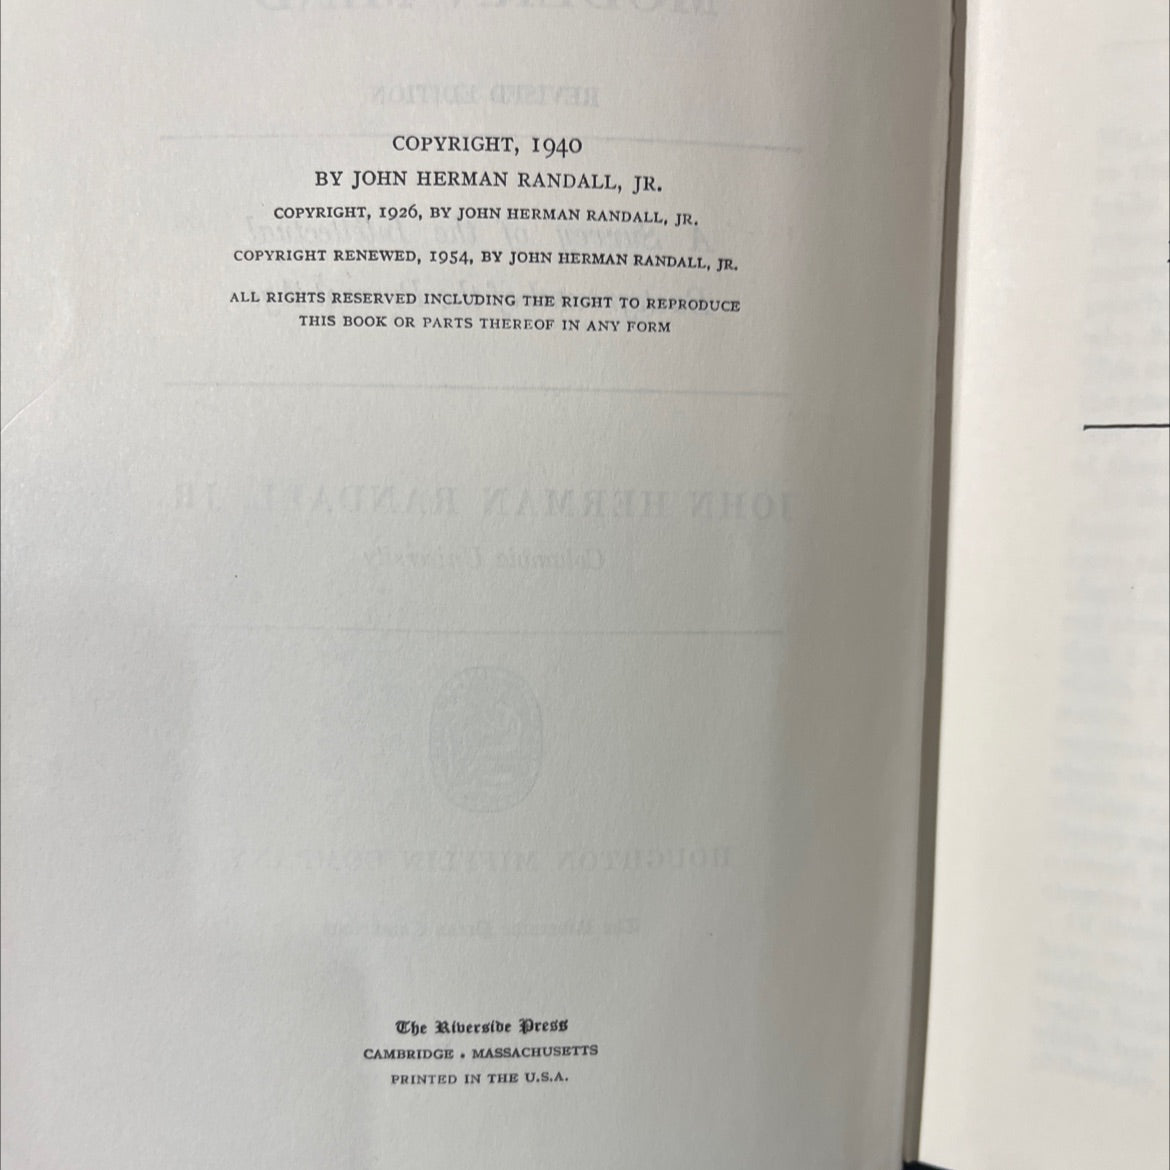 COPYRIGHT, 1940
BY JOHN HERMAN RANDALL, JR.
COPYRIGHT, 1926, BY JOHN HERMAN RANDALL, JR.
COPYRIGHT RENEWED, 1954, BY JOHN HERMAN RANDALL, JR.
ALL RIGHTS RESERVED INCLUDING THE RIGHT TO REPRODUCE
THIS BOOK OR PARTS THEREOF IN ANY FORM
The Riverside Press
CAMBRIDGE • MASSACHUSETTS
PRINTED IN THE U.S.A.